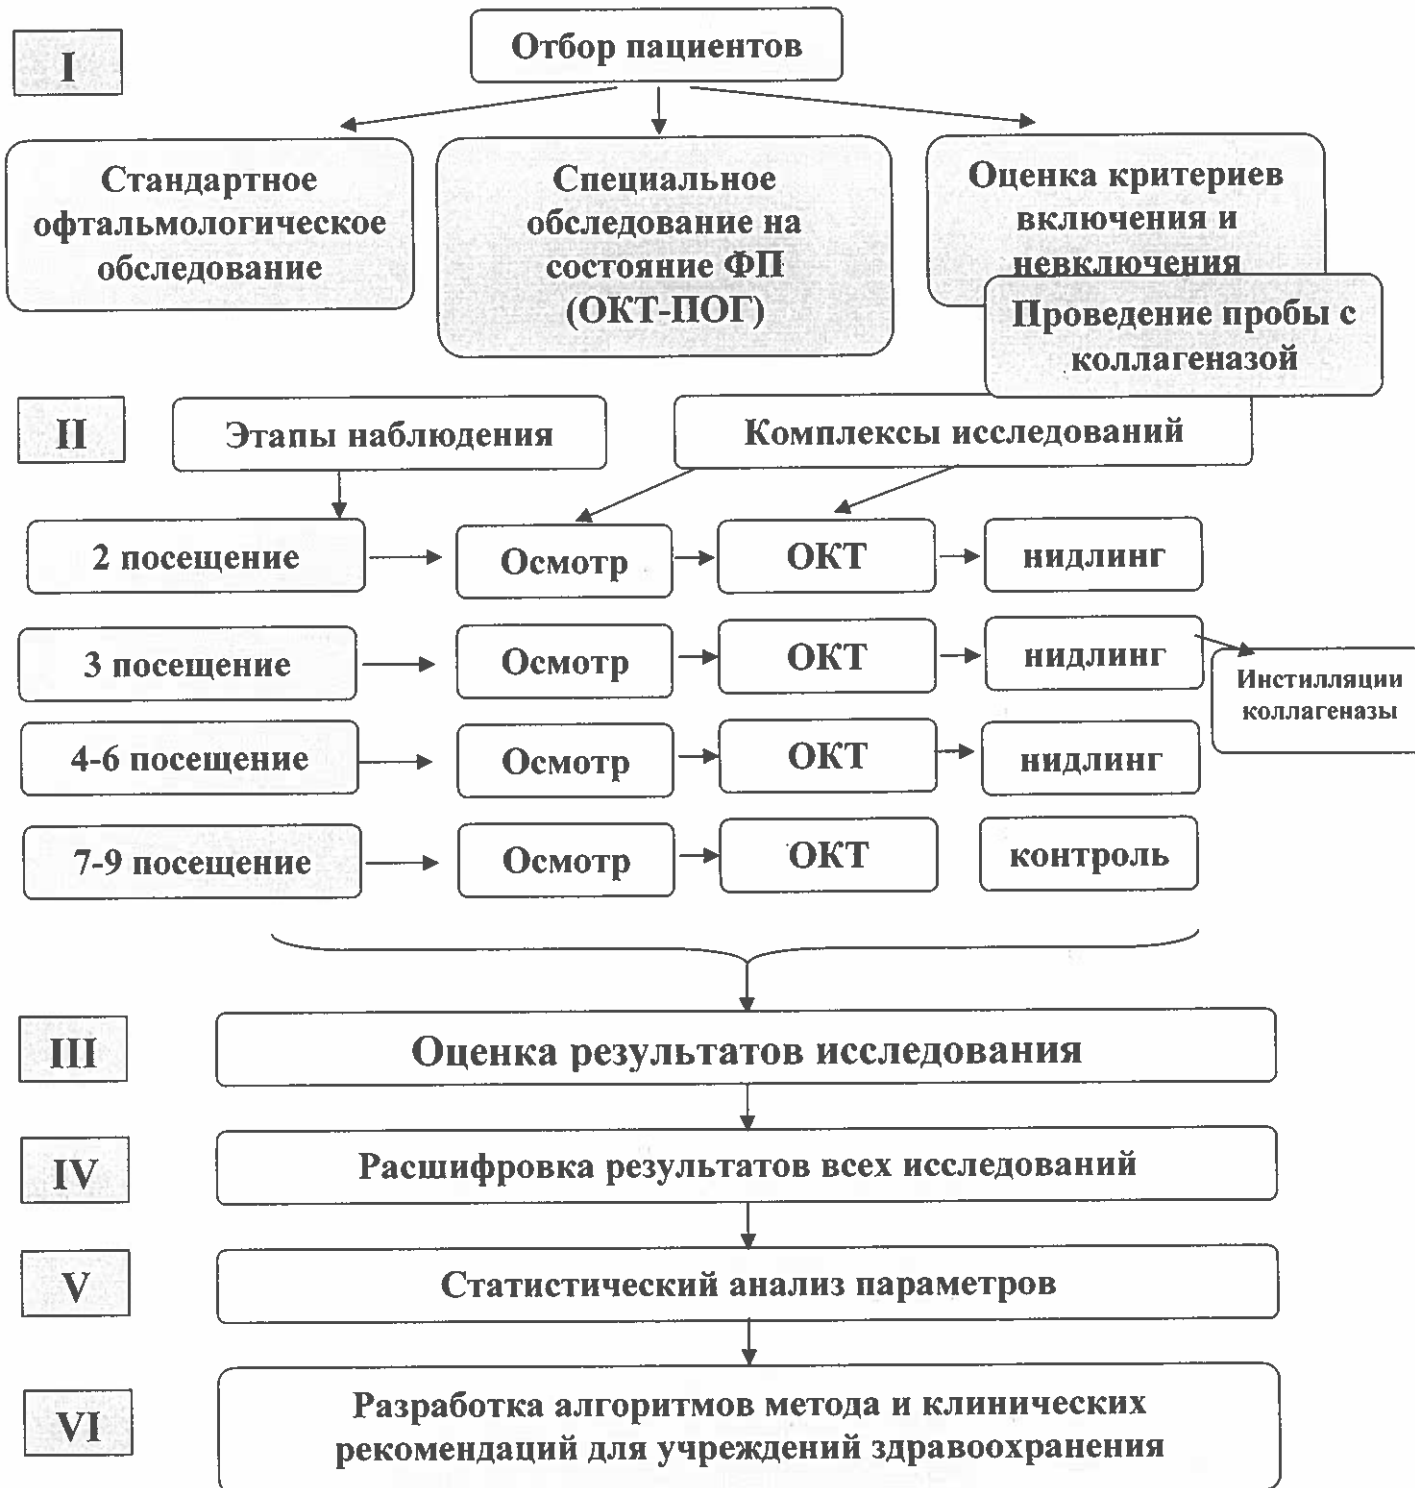 I
Отбор пациентов
Стандартное
офтальмологическое
обследование
Специальное
обследование на
состояние ФП
(ОКТ-ПОГ)
Оценка критериев
включения и
невключения
Проведение пробы с
коллагеназой
II
Этапы наблюдения
Комплексы исследований
2 посещение
Осмотр
ОКТ
нидлинг
3 посещение
Осмотр
ОКТ
нидлинг
Инстилляции
коллагеназы
4-6 посещение
Осмотр
ОКТ
нидлинг
7-9 посещение
Осмотр
ОКТ
контроль
III
Оценка результатов исследования
IV
Расшифровка результатов всех исследований
V
Статистический анализ параметров
VI
Разработка алгоритмов метода и клинических
рекомендаций для учреждений здравоохранения